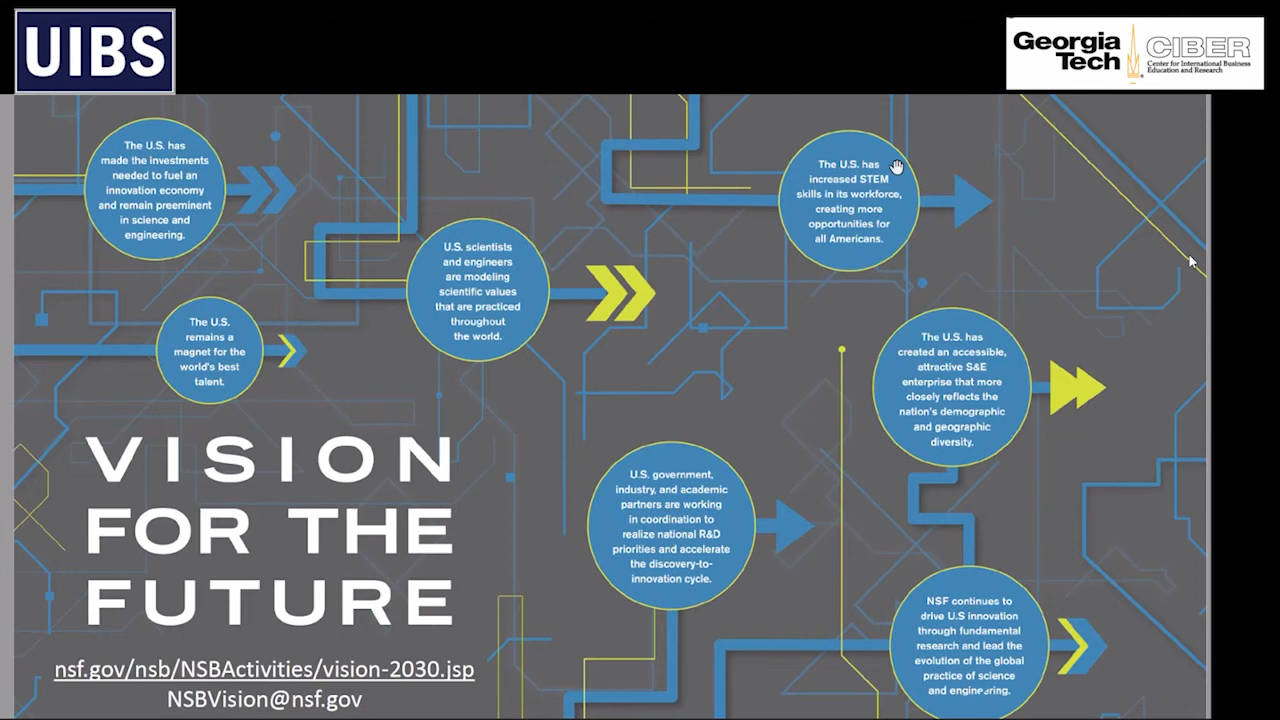 UIBS
Georgia
Tech
CIBER
Center for International Business
Education and Research
The U.S. has
made the investments
needed to fuel an
innovation economy
and remain preeminent
in science and
engineering.
The U.S. has
increased STEM
skills in its workforce,
creating more
opportunities for
all Americans.
U.S. scientists
and engineers
are modeling
scientific values
that are practiced
throughout
the world.
The U.S.
remains a
magnet for the
world's best
talent.
The U.S. has
created an accessible,
attractive S&E
enterprise that more
closely reflects the
nation's demographic
and geographic
diversity.
U.S. government,
industry, and academic
partners are working
in coordination to
realize national R&D
priorities and accelerate
the discovery-to-
innovation cycle.
NSF continues to
drive U.S innovation
through fundamental
research and lead the
evolution of the global
practice of science
and engineering.
VISION
FOR THE
FUTURE
nsf.gov/nsb/NSBActivities/vision-2030.jsp
NSBVision@nsf.gov